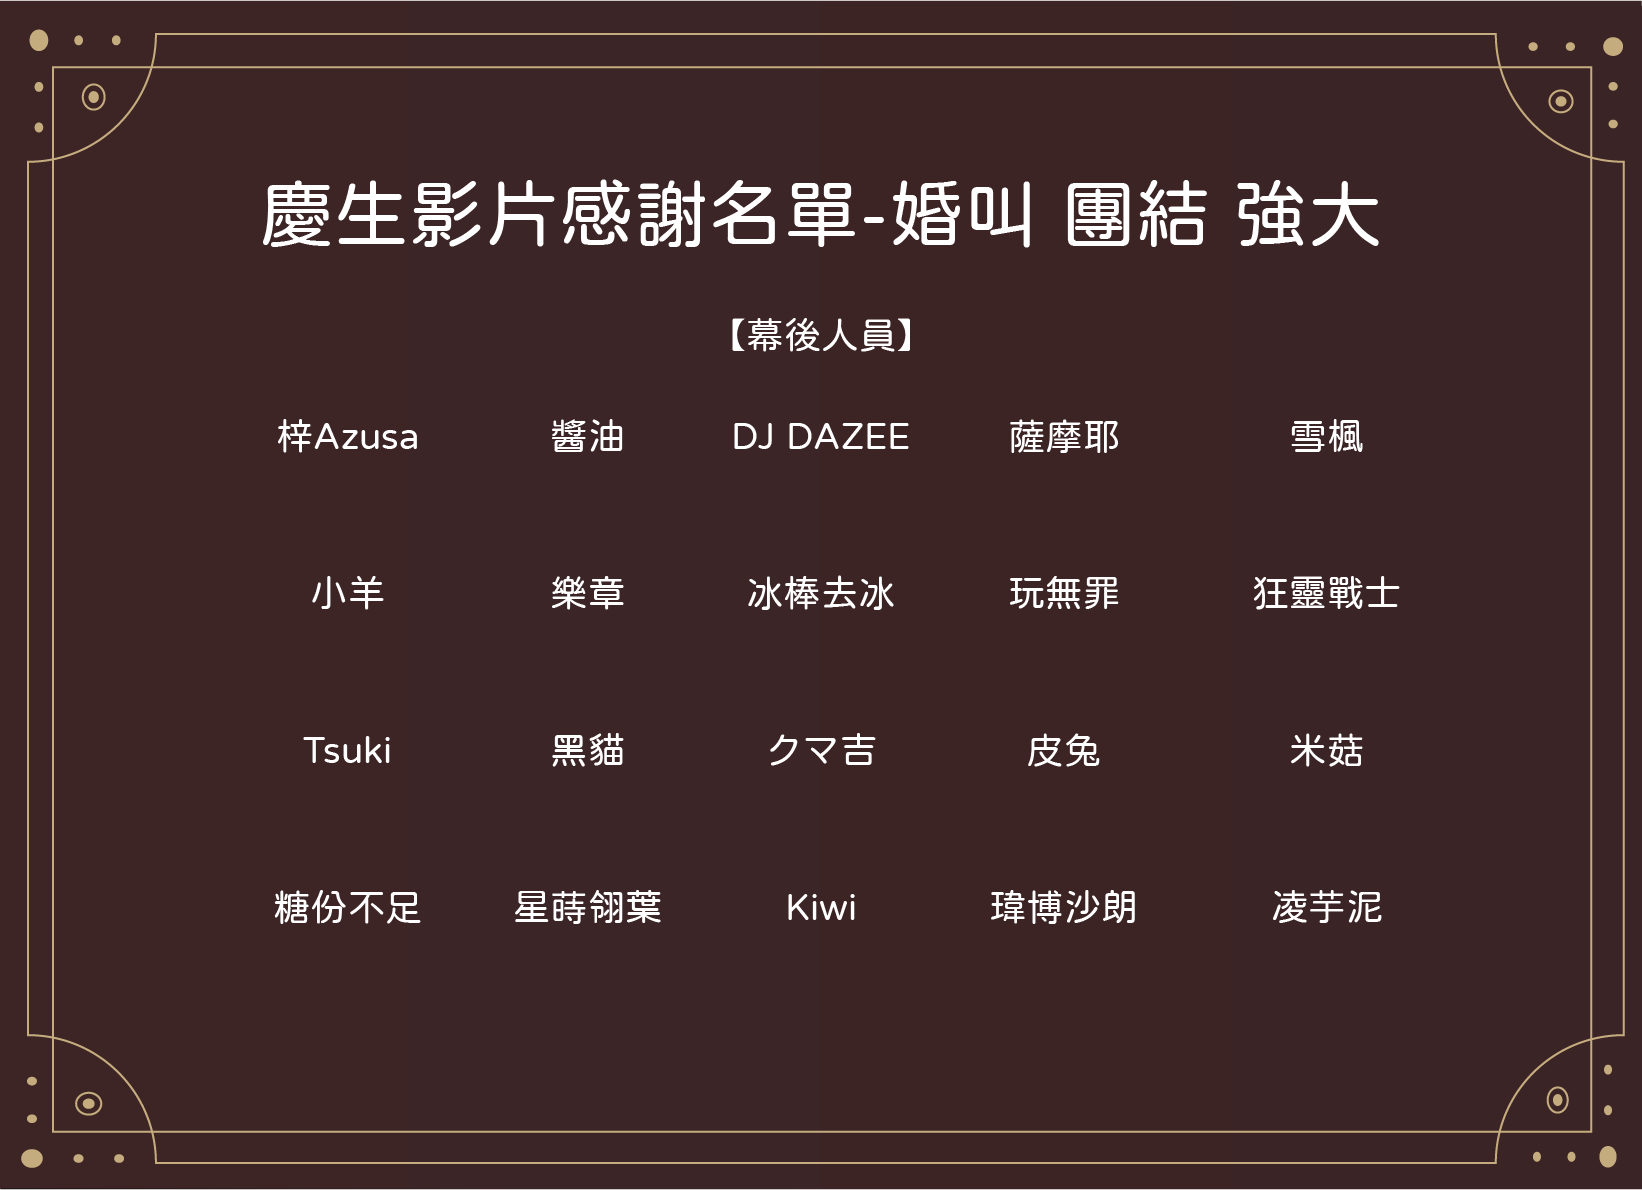 慶生影片感謝名單-婚叫 團結 強大
【幕後人員】
梓Azusa 醬油 DJ DAZEE 薩摩耶 雪楓
小羊 樂章 冰棒去冰 玩無罪 狂靈戰士
Tsuki 黑貓 クマ吉 皮兔 米菇
糖份不足 星蒔翎葉 Kiwi 瑋博沙朗 凌芋泥